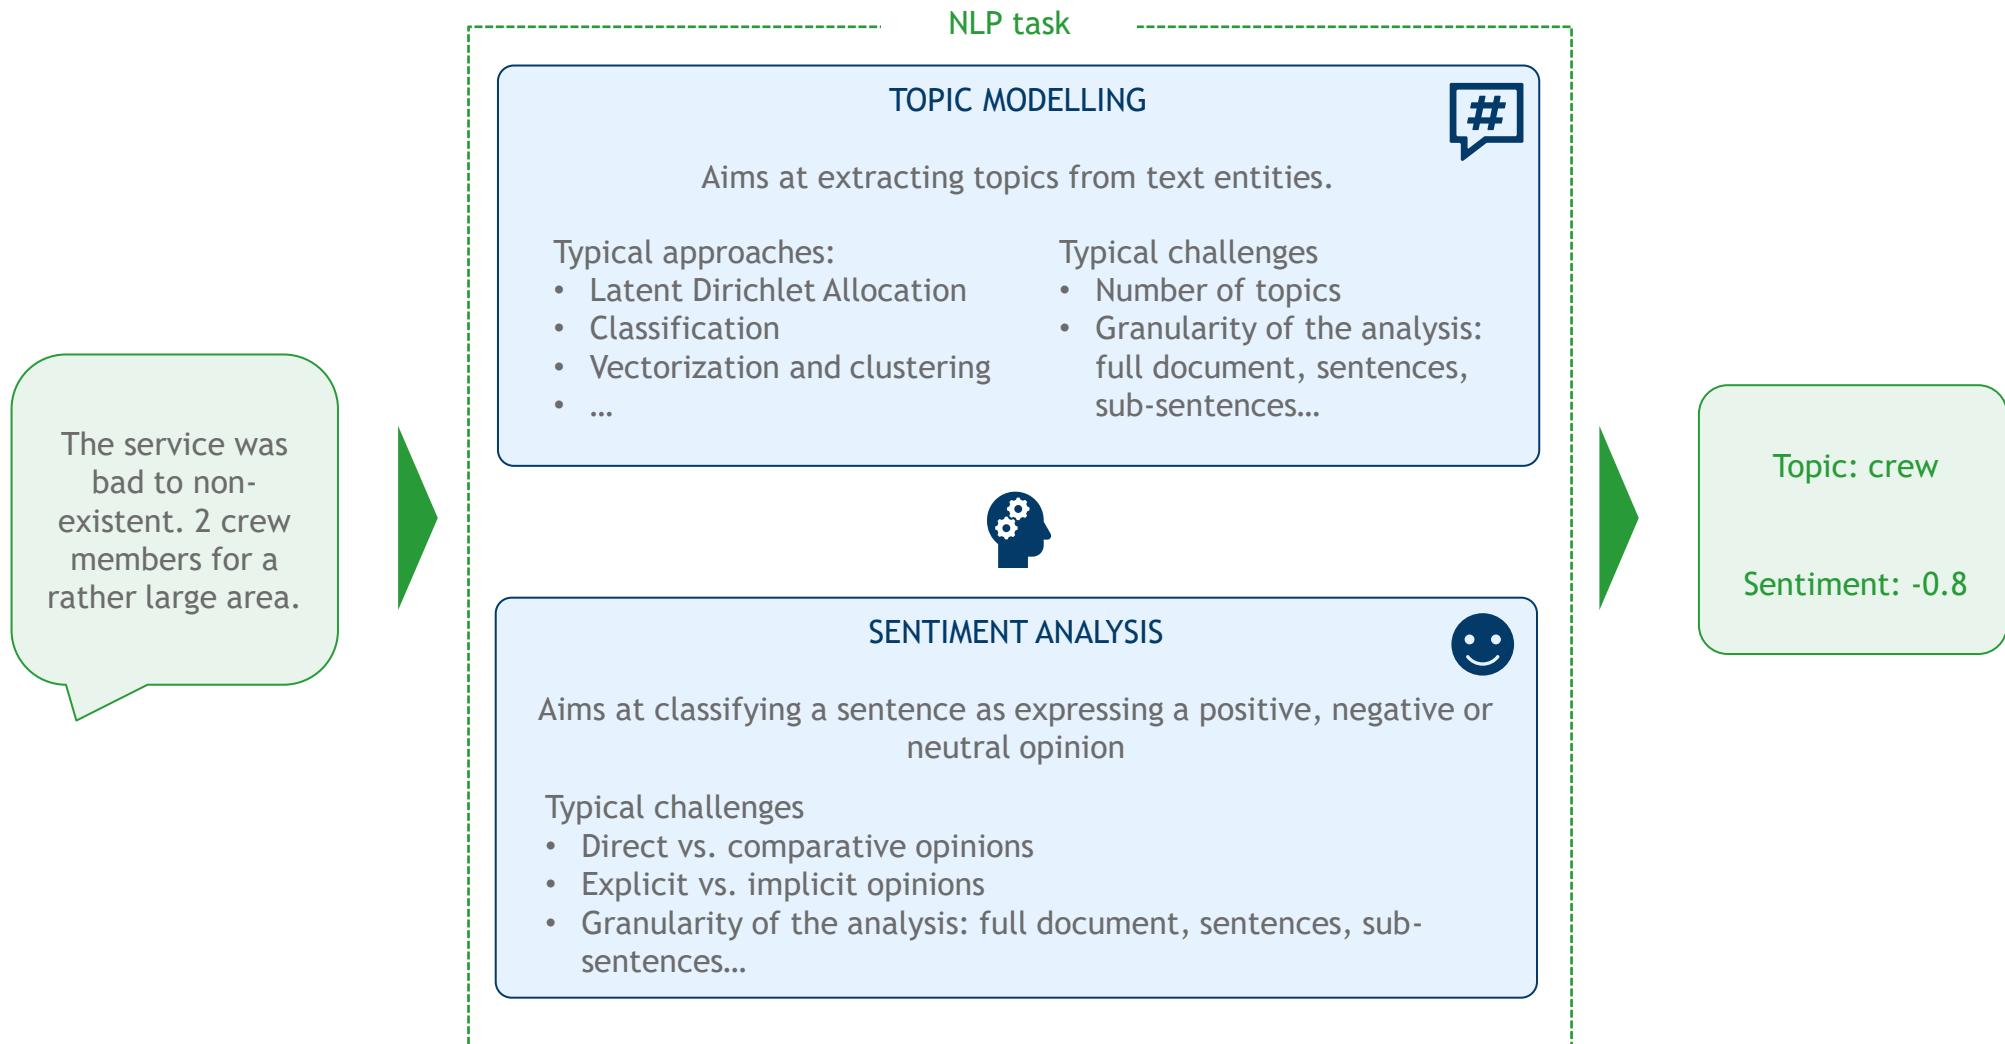 NLP task
The service was
bad to non-
existent. 2 crew
members for a
rather large area.
TOPIC MODELLING
#
Aims at extracting topics from text entities.
Typical approaches:
• Latent Dirichlet Allocation
• Classification
• Vectorization and clustering
• …
Typical challenges
• Number of topics
• Granularity of the analysis:
full document, sentences,
sub-sentences…
SENTIMENT ANALYSIS
Aims at classifying a sentence as expressing a positive, negative or
neutral opinion
Typical challenges
• Direct vs. comparative opinions
• Explicit vs. implicit opinions
• Granularity of the analysis: full document, sentences, sub-
sentences…
Topic: crew
Sentiment: -0.8